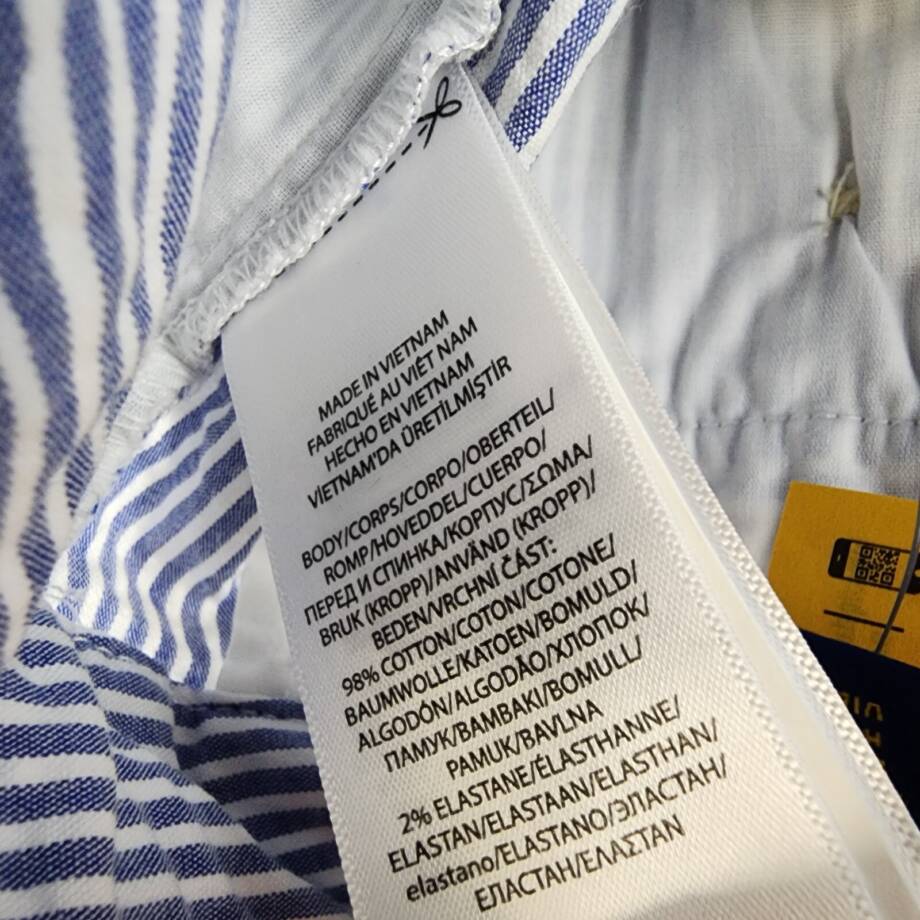 MADE IN VIETNAM
FABRIQUÉ AU VIÊT NAM
HECHO EN VIETNAM
VİETNAM'DA ÜRETİLMİŞTİR
BODY/CORPS/CORPO/OBERTEIL/
ROMP/HOVEDDEL/CUERPO/
ПЕРЕД И СПИНКА/КОРПУС/ΣΩΜΑ/
BRUK (KROPP)/ANVÄND (KROPP)/
BEDEN/VRCHNÍ ČÁST:
98% COTTON/COTON/COTONE/
BAUMWOLLE/KATOEN/BOMULD/
ALGODÓN/ALGODÃO/ХЛОПОК/
ПАМУК/ΒΑΜΒΑΚΙ/BOMULL/
PAMUK/BAVLNA
2% ELASTANE/ÉLASTHANNE/
ELASTAN/ELASTAAN/ELASTHAN/
elastano/ELASTANO/ЭЛАСТАН/
ЕЛАСТАН/ΕΛΑΣΤΑΝ